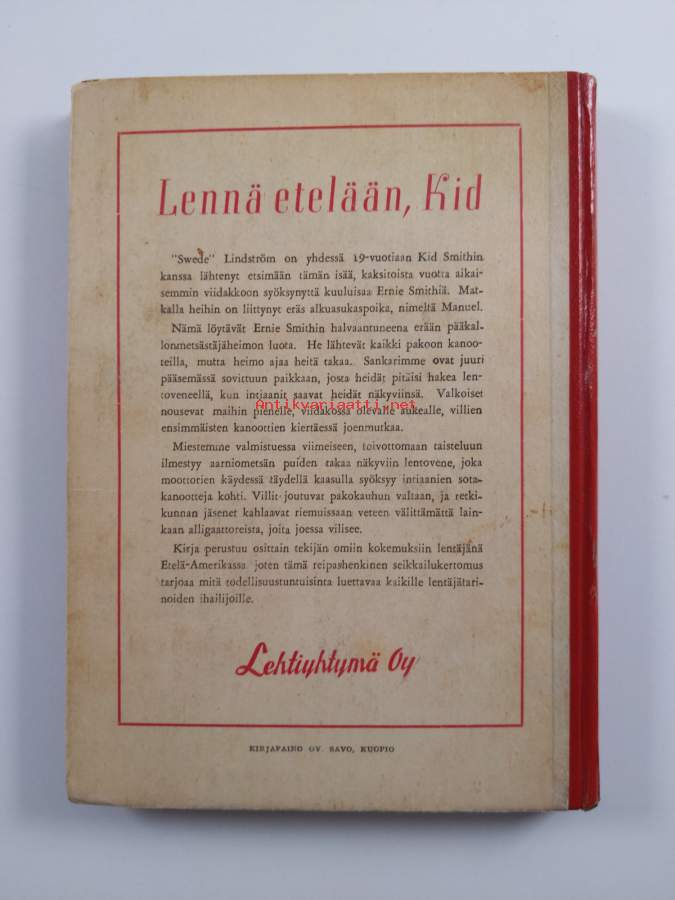 Lennä etelään, Kid
"Swede" Lindström on yhdessä 19-vuotiaan Kid Smithin
kanssa lähtenyt etsimään tämän isää, kaksitoista vuotta aikai-
semmin viidakkoon syöksynyttä kuuluisaa Ernie Smithiä. Mat-
kalla heihin on liittynyt eräs alkuasukaspoika, nimeltä Manuel.
Nämä löytävät Ernie Smithin halvaantuneena erään pääkal-
lonmetsästäjäheimon luota. He lähtevät kaikki pakoon kanoo-
teilla, mutta heimo ajaa heitä takaa. Sankarimme ovat juuri
pääsemässä sovittuun paikkaan, josta heidät pitäisi hakea len-
toveneellä, kun intiaanit saavat heidät näkyviinsä. Valkoiset
Antikvariaatti.net
nousevat maihin pienelle, viidakossa olevalle aukealle, villien
ensimmäisten kanoottien kiertäessä joenmutkaa.
Miestemme valmistuessa viimeiseen, toivottomaan taisteluun
ilmestyy aarniometsän puiden takaa näkyviin lentovene, joka
moottorien käydessä täydellä kaasulla syöksyy intiaanien sota-
kanootteja kohti. Villit joutuvat pakokauhun valtaan, ja retki-
kunnan jäsenet kahlaavat riemuissaan veteen välittämättä lain-
kaan alligaattoreista, joita joessa vilisee.
Kirja perustuu osittain tekijän omiin kokemuksiin lentäjänä
Etelä-Amerikassa joten tämä reipashenkinen seikkailukertomus
tarjoaa mitä todellisuustuntuisinta luettavaa kaikille lentäjätari-
noiden ihailijoille.
Lehtiyhtymä Oy
KIRJAPAINO OY. SAVO, KUOPIO